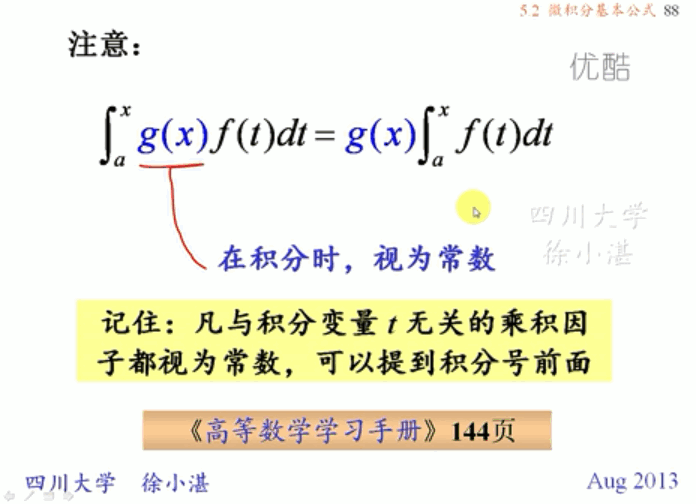 5.2 微积分基本公式 88
注意：
优酷
∫ₐˣ g(x) f(t)dt = g(x)∫ₐˣ f(t)dt
四川大学
徐小湛
在积分时，视为常数
记住：凡与积分变量 t 无关的乘积因
子都视为常数，可以提到积分号前面
《高等数学学习手册》144页
四川大学 徐小湛 Aug 2013